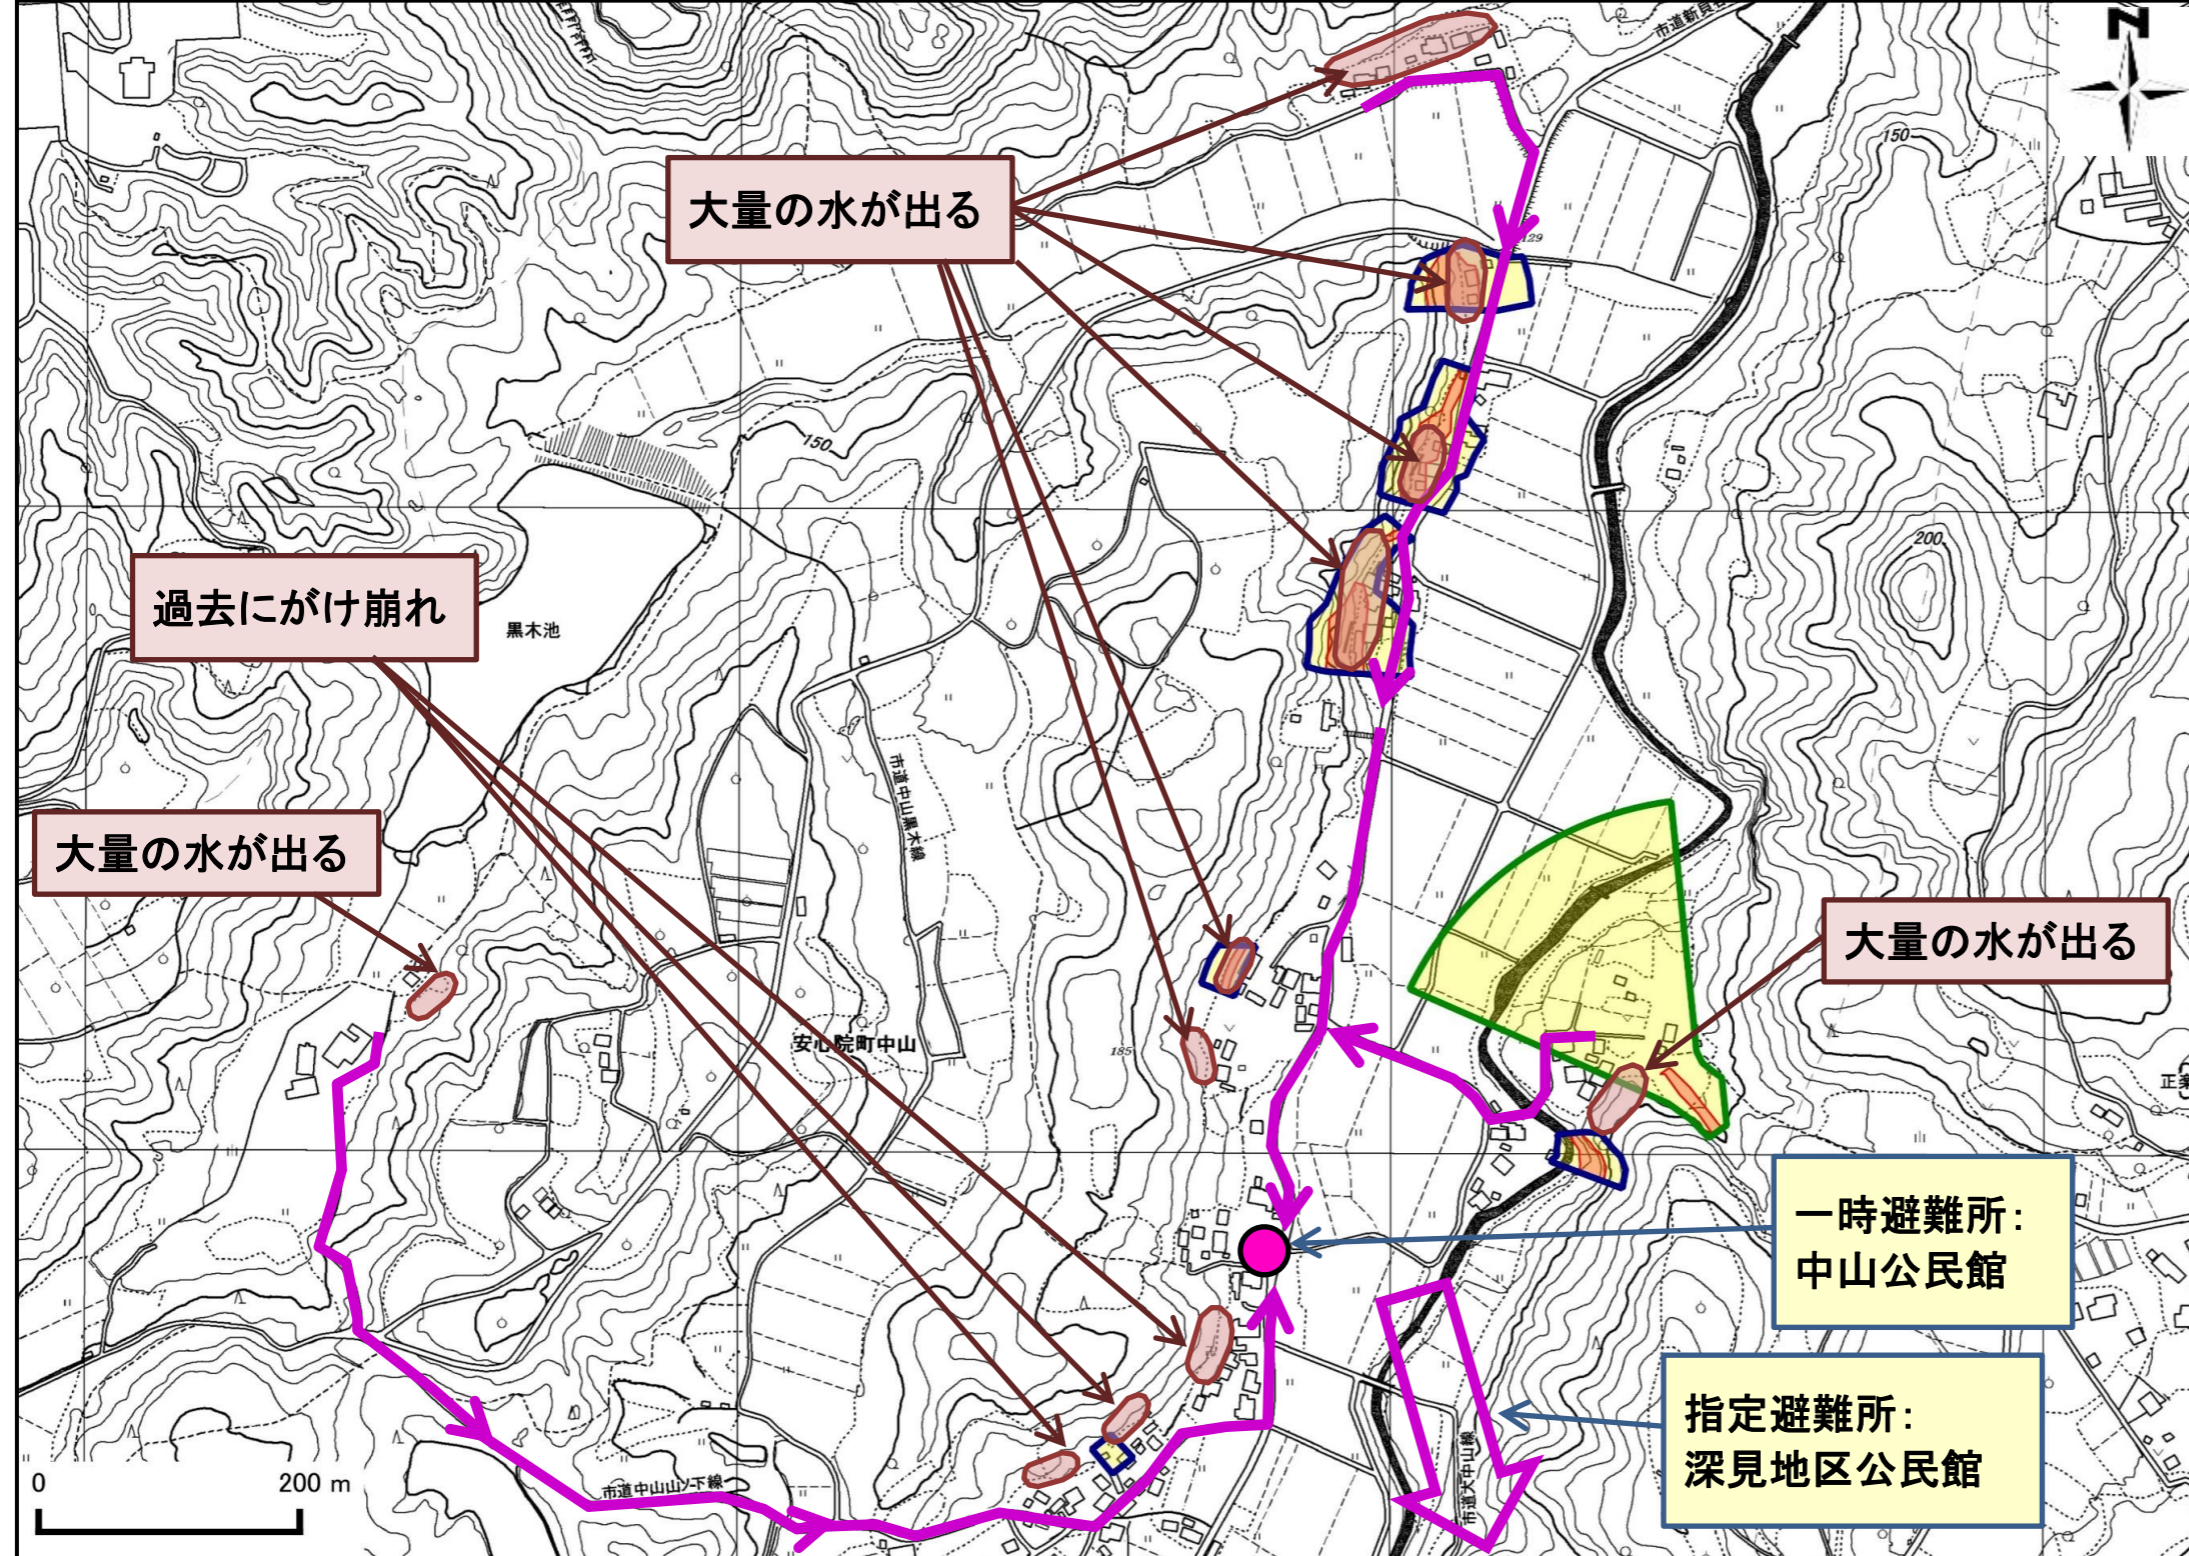 市道新貝
N
129
150
大量の水が出る
150
200
過去にがけ崩れ
黒木池
市道中山黒木線
大量の水が出る
大量の水が出る
安心院町中山
185
一時避難所：
中山公民館
指定避難所：
深見地区公民館
0 200 m
市道中山山ノ下線
市道大中山線